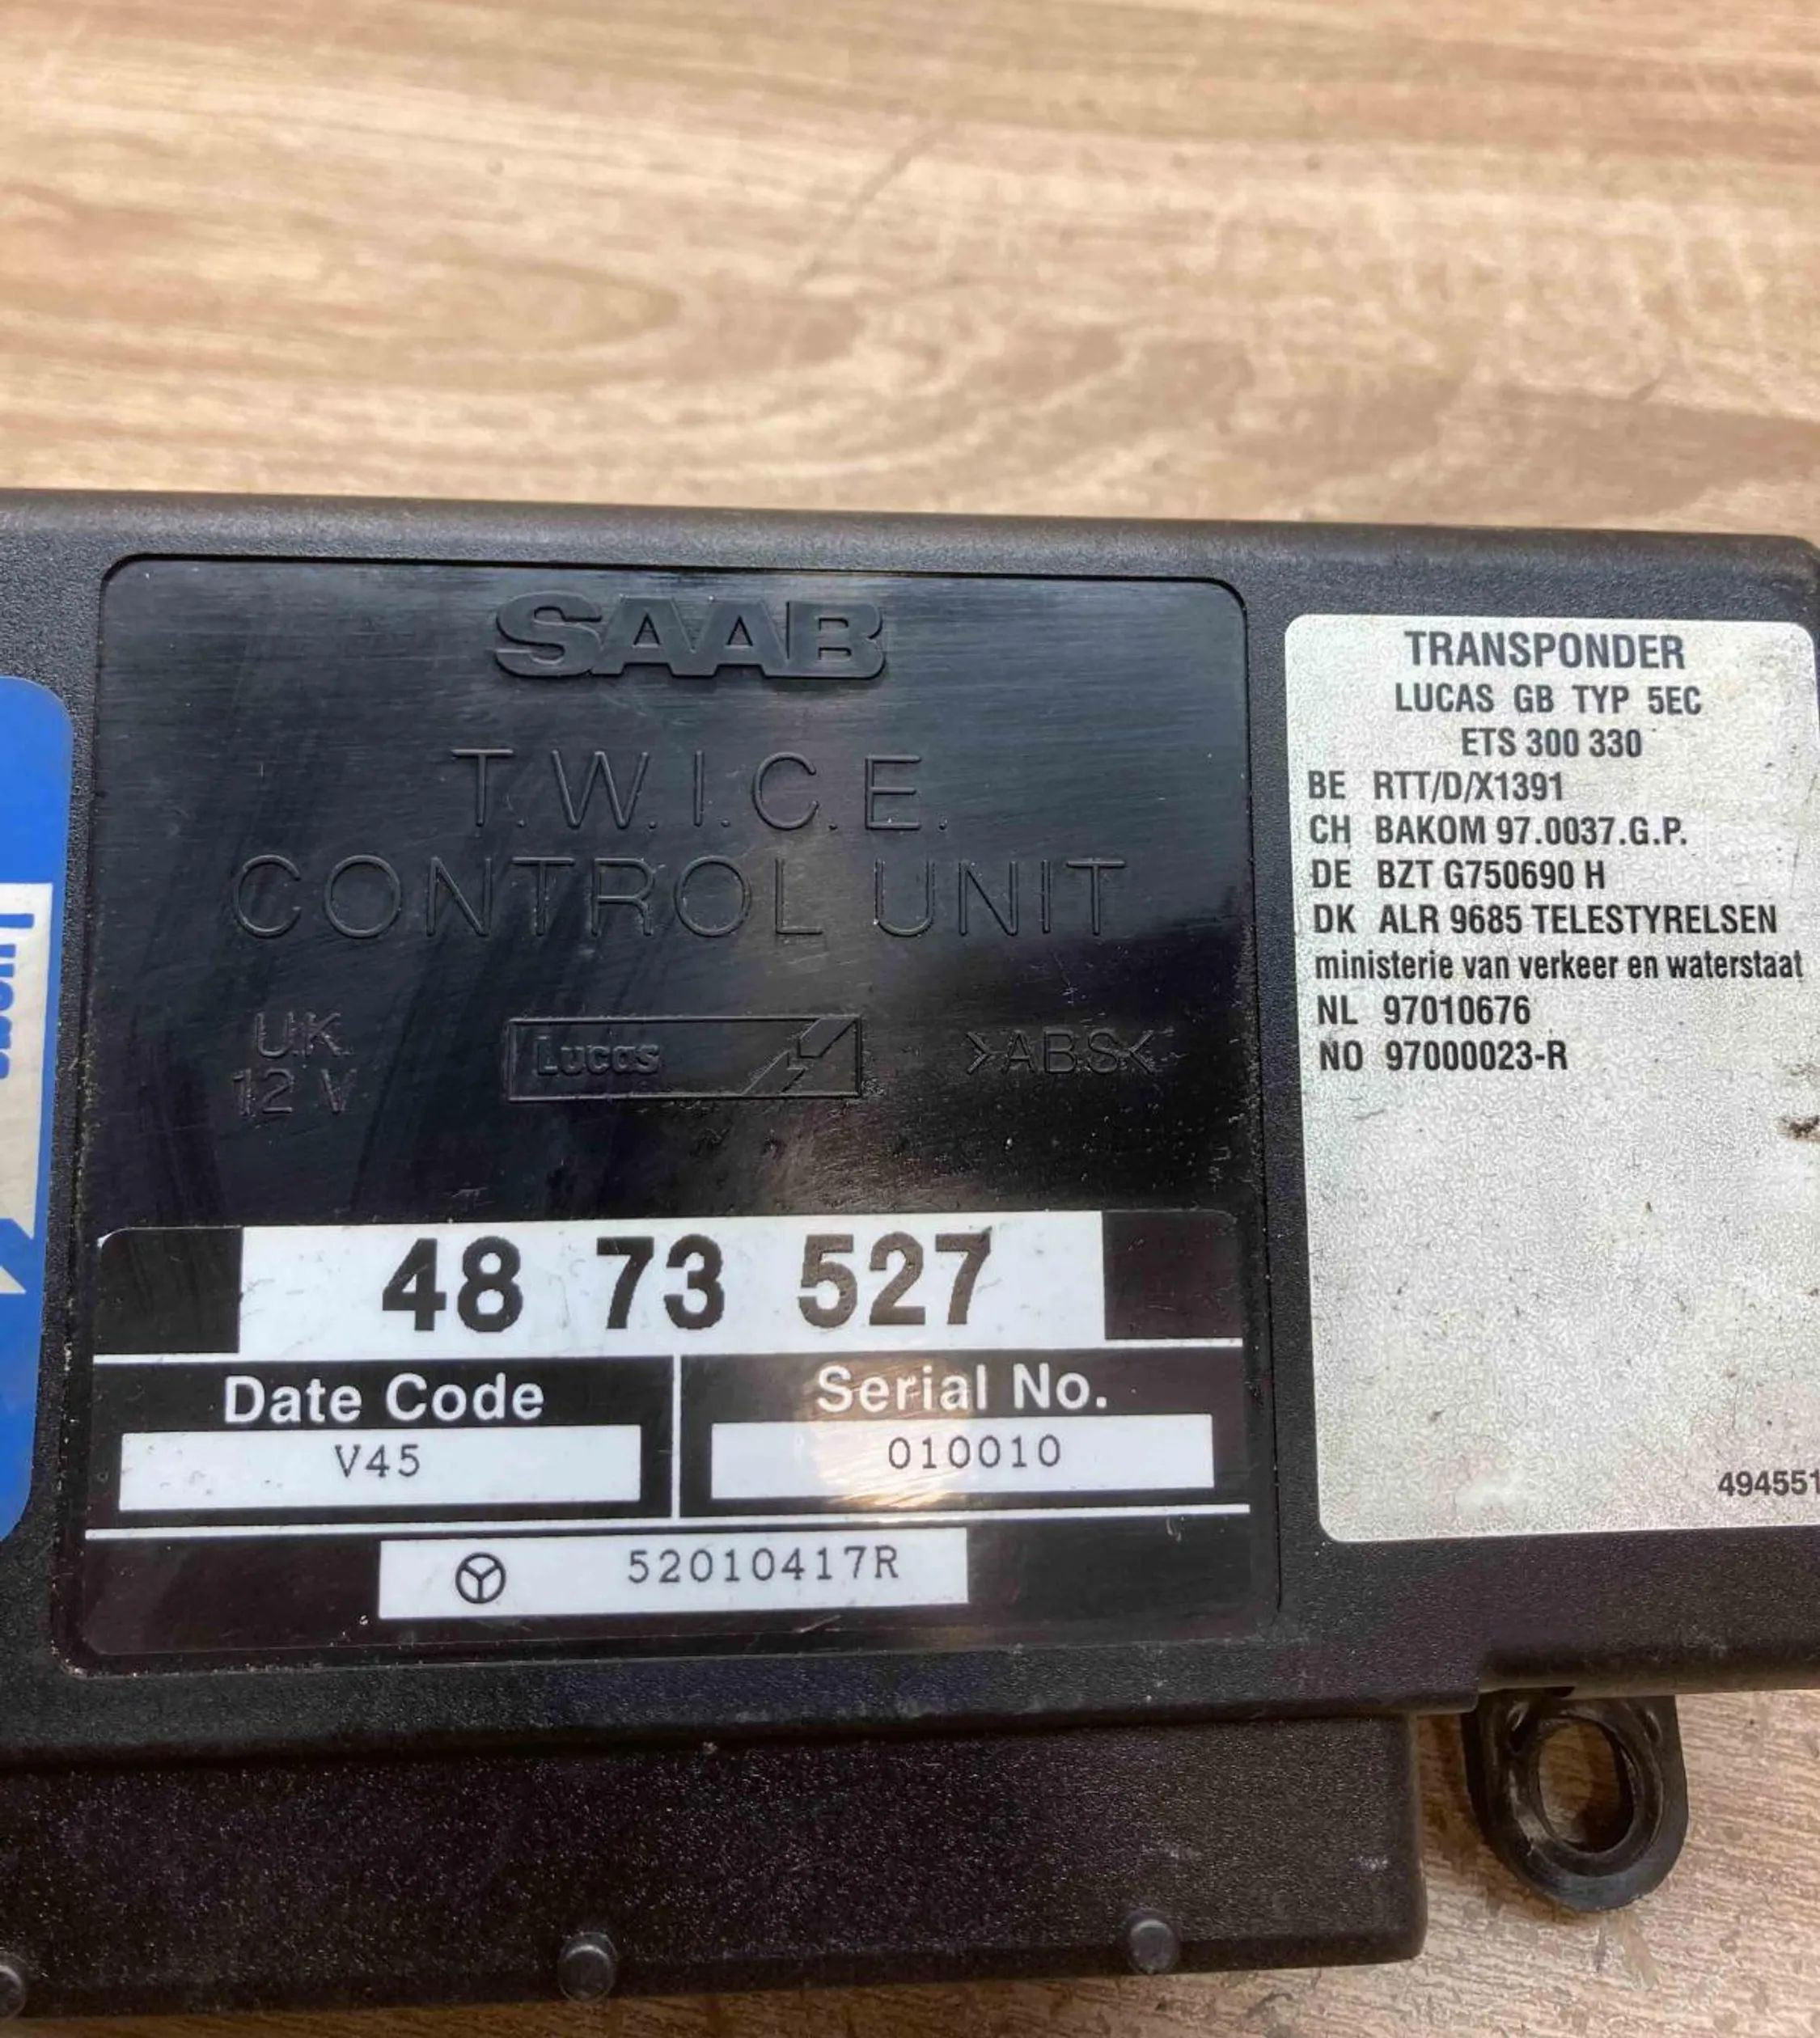 SAAB
T.W.I.C.E.
CONTROL UNIT
U.K.
12 V
Lucas
>ABS<
48 73 527
Date Code
Serial No.
V45
010010
52010417R
TRANSPONDER
LUCAS GB TYP 5EC
ETS 300 330
BE RTT/D/X1391
CH BAKOM 97.0037.G.P.
DE BZT G750690 H
DK ALR 9685 TELESTYRELSEN
ministerie van verkeer en waterstaat
NL 97010676
NO 97000023-R
494551